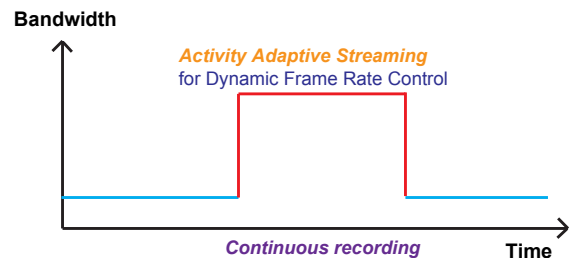 Bandwidth
Activity Adaptive Streaming
for Dynamic Frame Rate Control
Continuous recording
Time